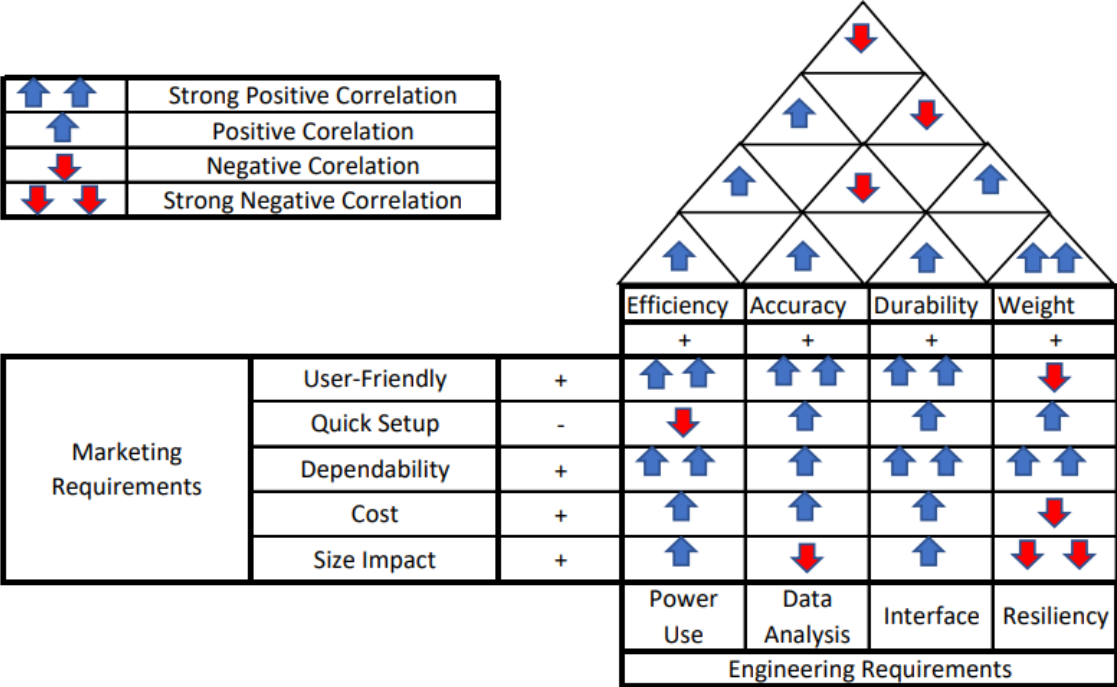 Strong Positive Correlation
Positive Corelation
Negative Corelation
Strong Negative Correlation
Efficiency Accuracy Durability Weight
+ + + +
User-Friendly +
Quick Setup -
Marketing
Requirements
Dependability +
Cost +
Size Impact +
Power
Use
Data
Analysis
Interface
Resiliency
Engineering Requirements